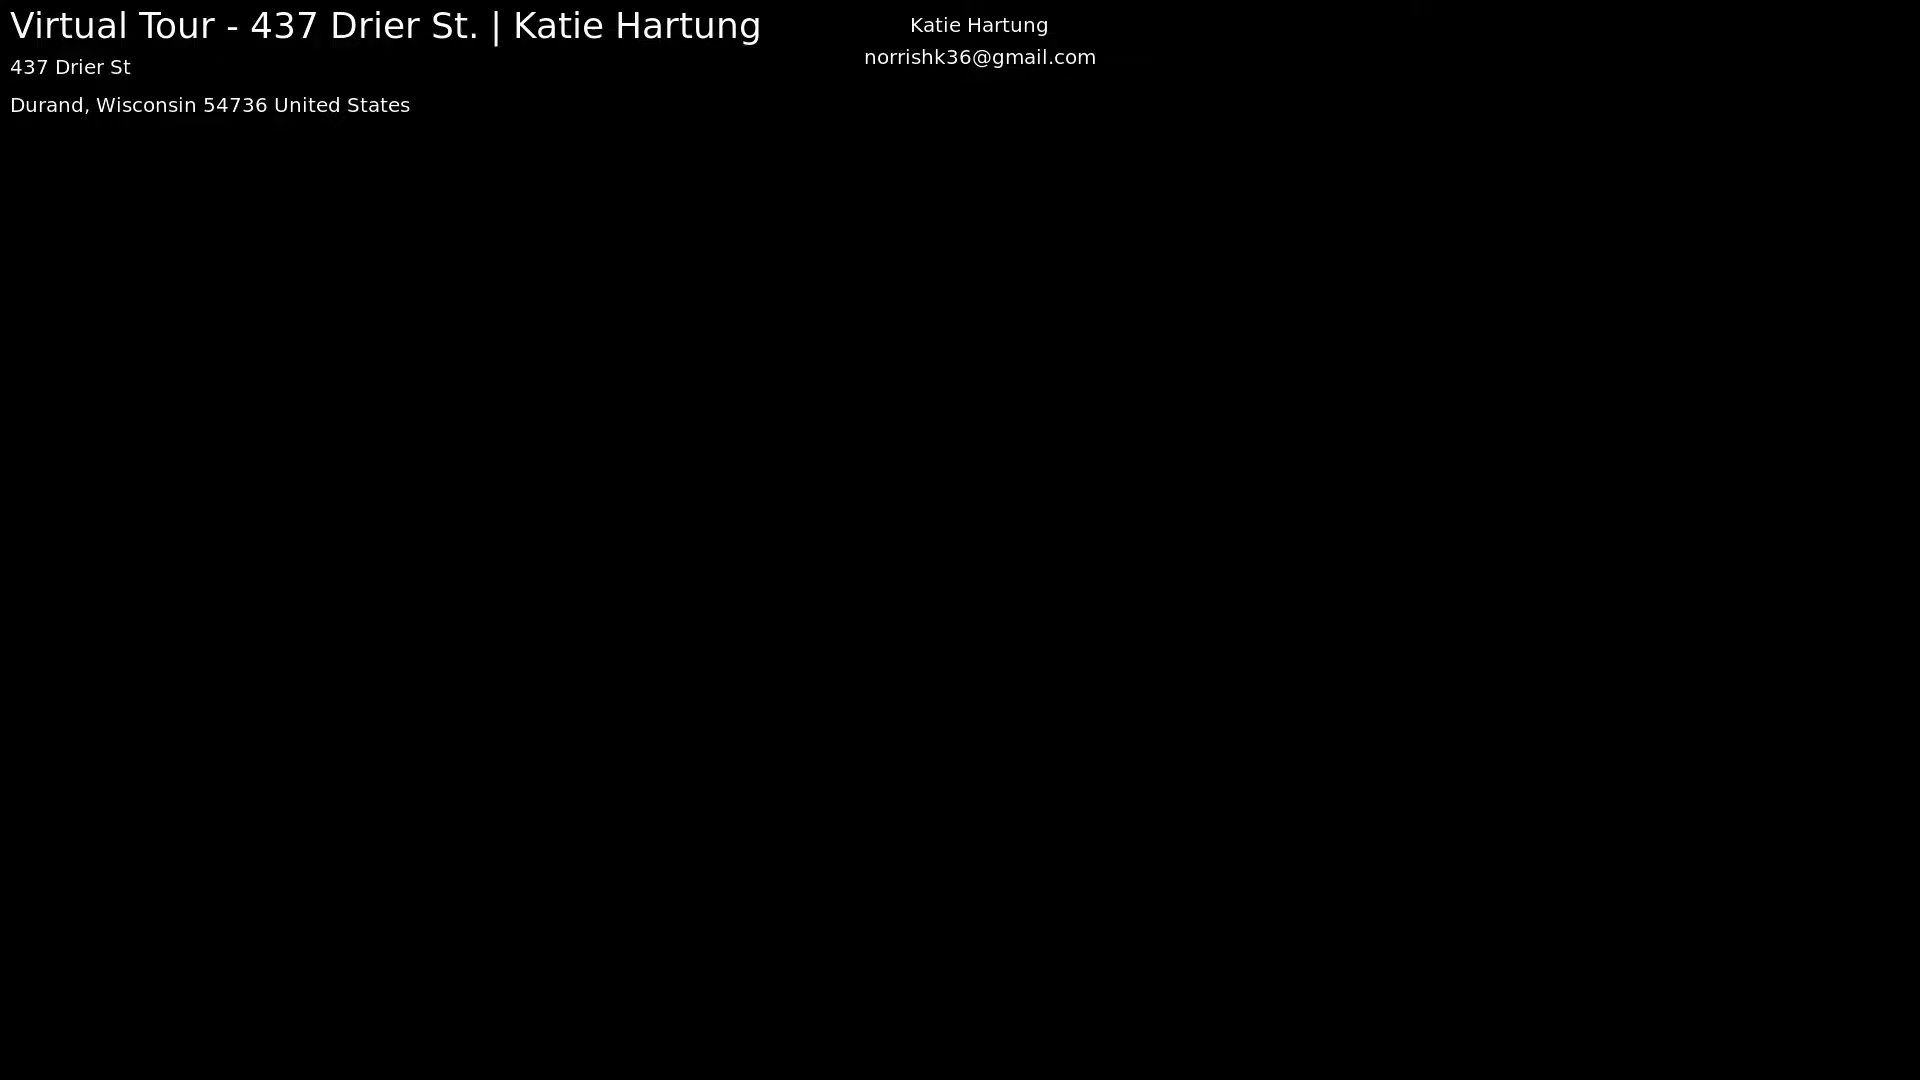 Virtual Tour - 437 Drier St. | Katie Hartung
437 Drier St
Durand, Wisconsin 54736 United States
Katie Hartung
norrishk36@gmail.com